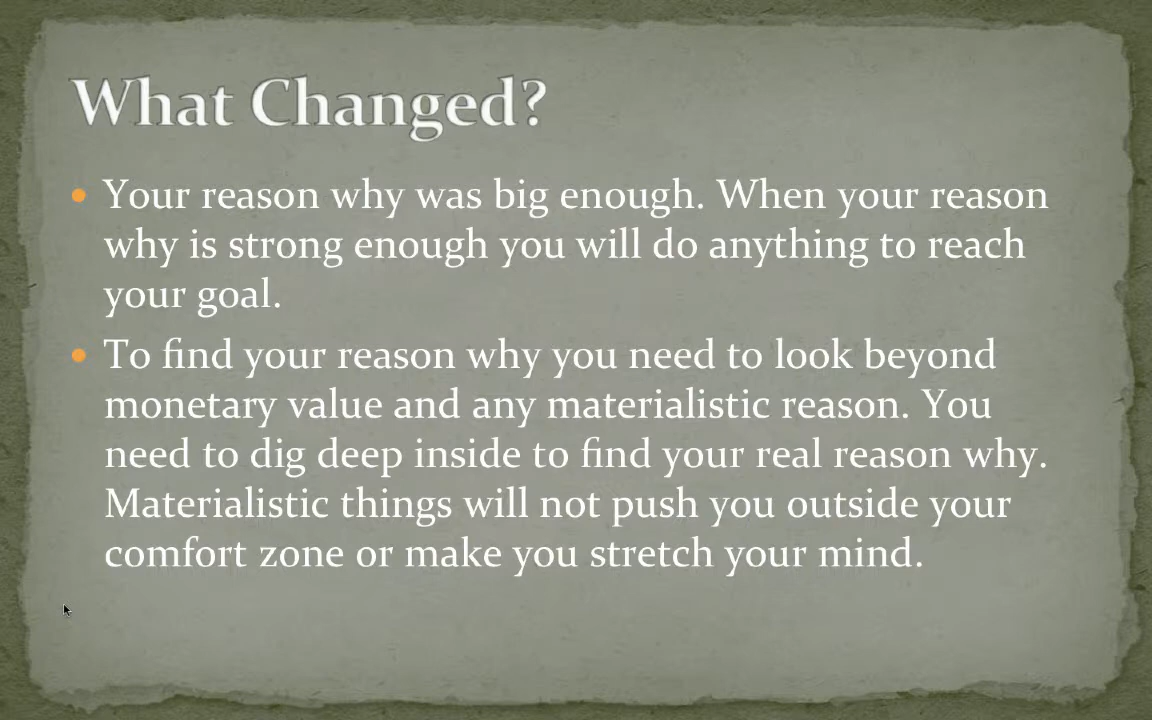 What Changed?
Your reason why was big enough. When your reason
why is strong enough you will do anything to reach
your goal.
To find your reason why you need to look beyond
monetary value and any materialistic reason. You
need to dig deep inside to find your real reason why.
Materialistic things will not push you outside your
comfort zone or make you stretch your mind.